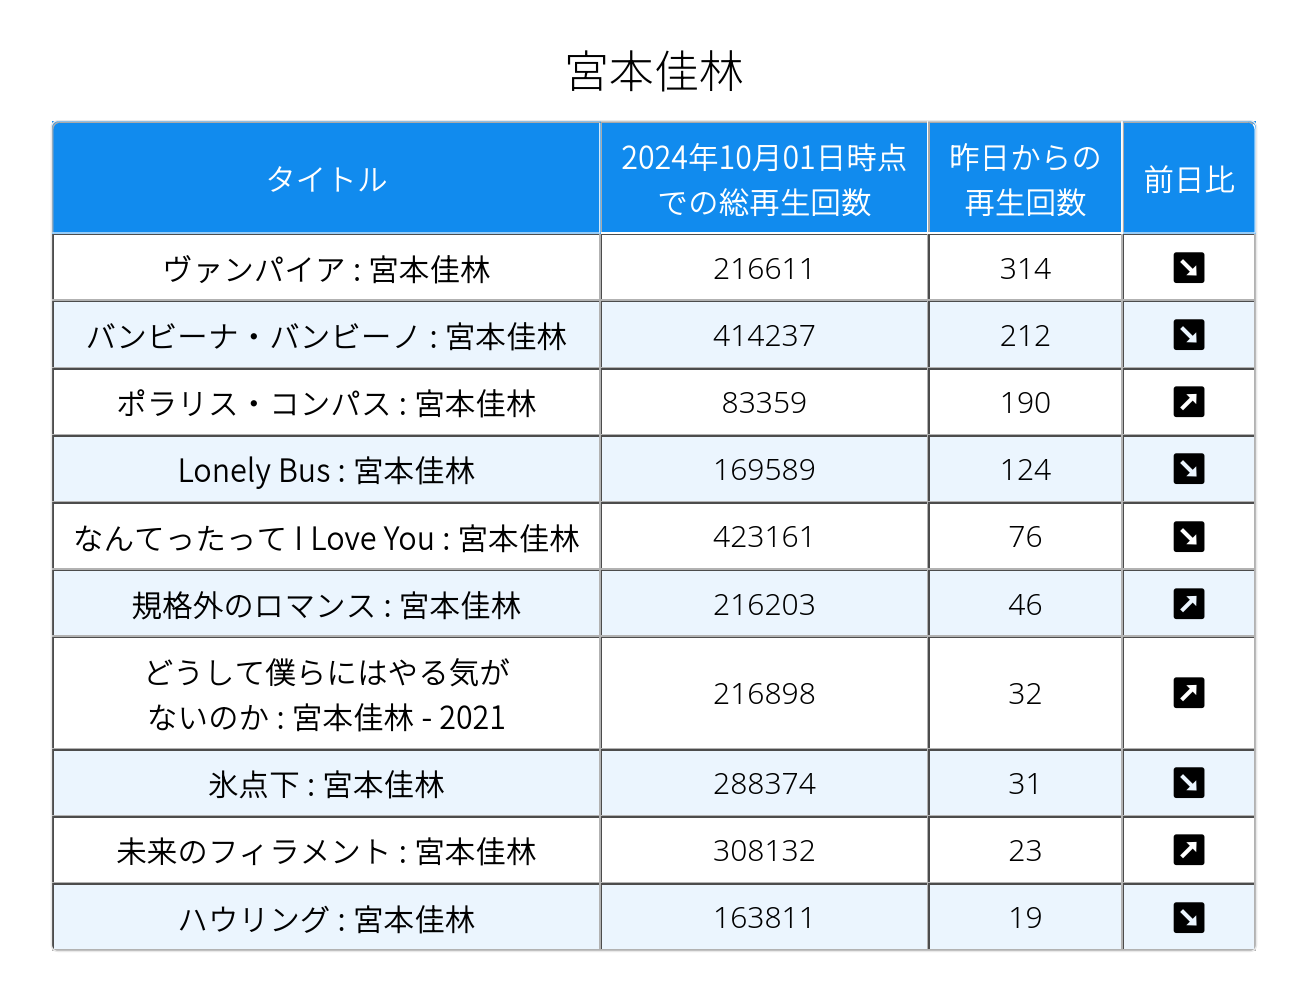 宮本佳林
タイトル
2024年10月01日時点
での総再生回数
昨日からの
再生回数
前日比
ヴァンパイア : 宮本佳林
216611
314
バンビーナ・バンビーノ : 宮本佳林
414237
212
ポラリス・コンパス : 宮本佳林
83359
190
Lonely Bus : 宮本佳林
169589
124
なんてったって I Love You : 宮本佳林
423161
76
規格外のロマンス : 宮本佳林
216203
46
どうして僕らにはやる気が
ないのか : 宮本佳林 - 2021
216898
32
氷点下 : 宮本佳林
288374
31
未来のフィラメント : 宮本佳林
308132
23
ハウリング : 宮本佳林
163811
19